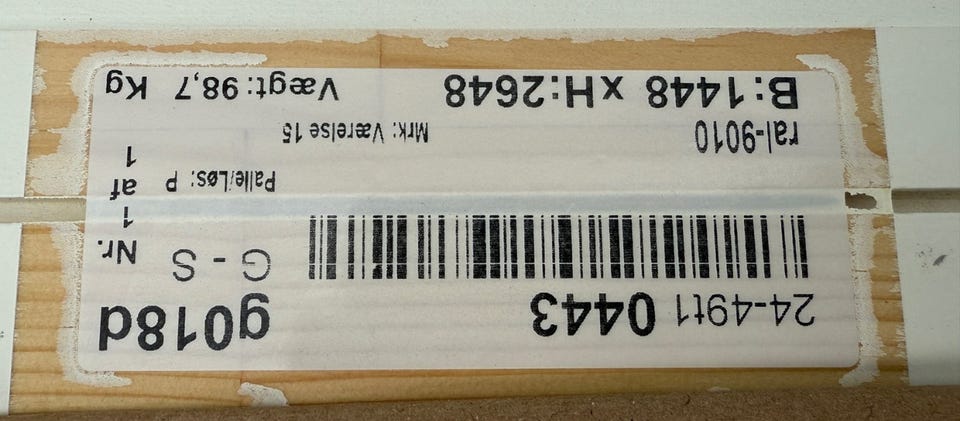 24-49t1 0443 g018d
G - S
Nr. 1 af 1
Palle/Løs: P
ral-9010 Mrk: Værelse 15
B:1448 xH:2648 Vægt:98,7 Kg